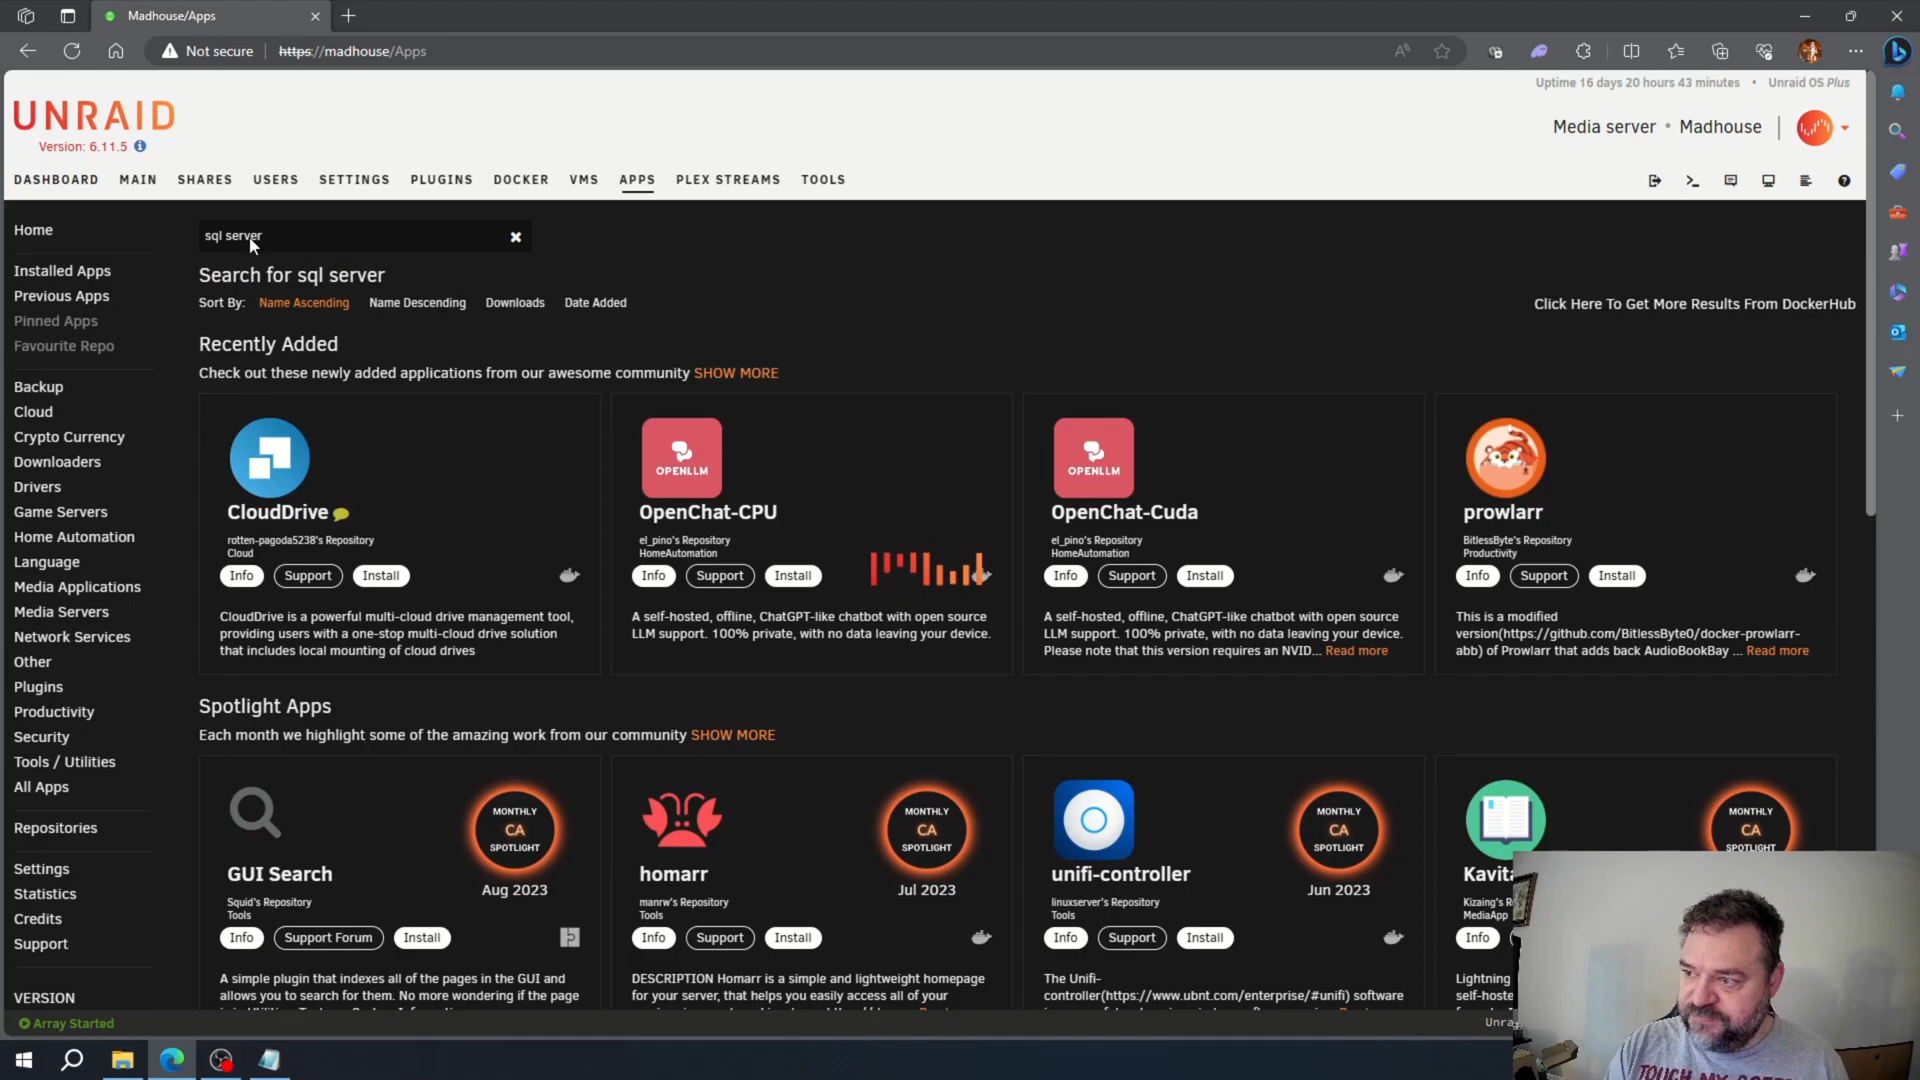 Madhouse/Apps
Not secure
https://madhouse/Apps
Uptime 16 days 20 hours 43 minutes • Unraid OS Plus
UNRAID
Version: 6.11.5
Media server • Madhouse
DASHBOARD MAIN SHARES USERS SETTINGS PLUGINS DOCKER VMS APPS PLEX STREAMS TOOLS
Home
Installed Apps
Previous Apps
Pinned Apps
Favourite Repo
Backup
Cloud
Crypto Currency
Downloaders
Drivers
Game Servers
Home Automation
Language
Media Applications
Media Servers
Network Services
Other
Plugins
Productivity
Security
Tools / Utilities
All Apps
Repositories
Settings
Statistics
Credits
Support
VERSION
sql server
Search for sql server
Sort By: Name Ascending Name Descending Downloads Date Added
Click Here To Get More Results From DockerHub
Recently Added
Check out these newly added applications from our awesome community SHOW MORE
CloudDrive
rotten-pagoda5238's Repository
Cloud
Info Support Install
CloudDrive is a powerful multi-cloud drive management tool,
providing users with a one-stop multi-cloud drive solution
that includes local mounting of cloud drives
OPENLLM
OpenChat-CPU
el_pino's Repository
HomeAutomation
Info Support Install
A self-hosted, offline, ChatGPT-like chatbot with open source
LLM support. 100% private, with no data leaving your device.
OPENLLM
OpenChat-Cuda
el_pino's Repository
HomeAutomation
Info Support Install
A self-hosted, offline, ChatGPT-like chatbot with open source
LLM support. 100% private, with no data leaving your device.
Please note that this version requires an NVID... Read more
prowlarr
BitlessByte's Repository
Productivity
Info Support Install
This is a modified
version(https://github.com/BitlessByte0/docker-prowlarr-
abb) of Prowlarr that adds back AudioBookBay ... Read more
Spotlight Apps
Each month we highlight some of the amazing work from our community SHOW MORE
MONTHLY
CA
SPOTLIGHT
Aug 2023
GUI Search
Squid's Repository
Tools
Info Support Forum Install
A simple plugin that indexes all of the pages in the GUI and
allows you to search for them. No more wondering if the page
MONTHLY
CA
SPOTLIGHT
Jul 2023
homarr
manrw's Repository
Tools
Info Support Install
DESCRIPTION Homarr is a simple and lightweight homepage
for your server, that helps you easily access all of your
MONTHLY
CA
SPOTLIGHT
Jun 2023
unifi-controller
linuxserver's Repository
Tools
Info Support Install
The Unifi-
controller(https://www.ubnt.com/enterprise/#unifi) software
MONTHLY
CA
SPOTLIGHT
Kavita
Kizaing's R
MediaApp
Info
Lightning
self-hoste
Array Started
Unra
TOUCH MY